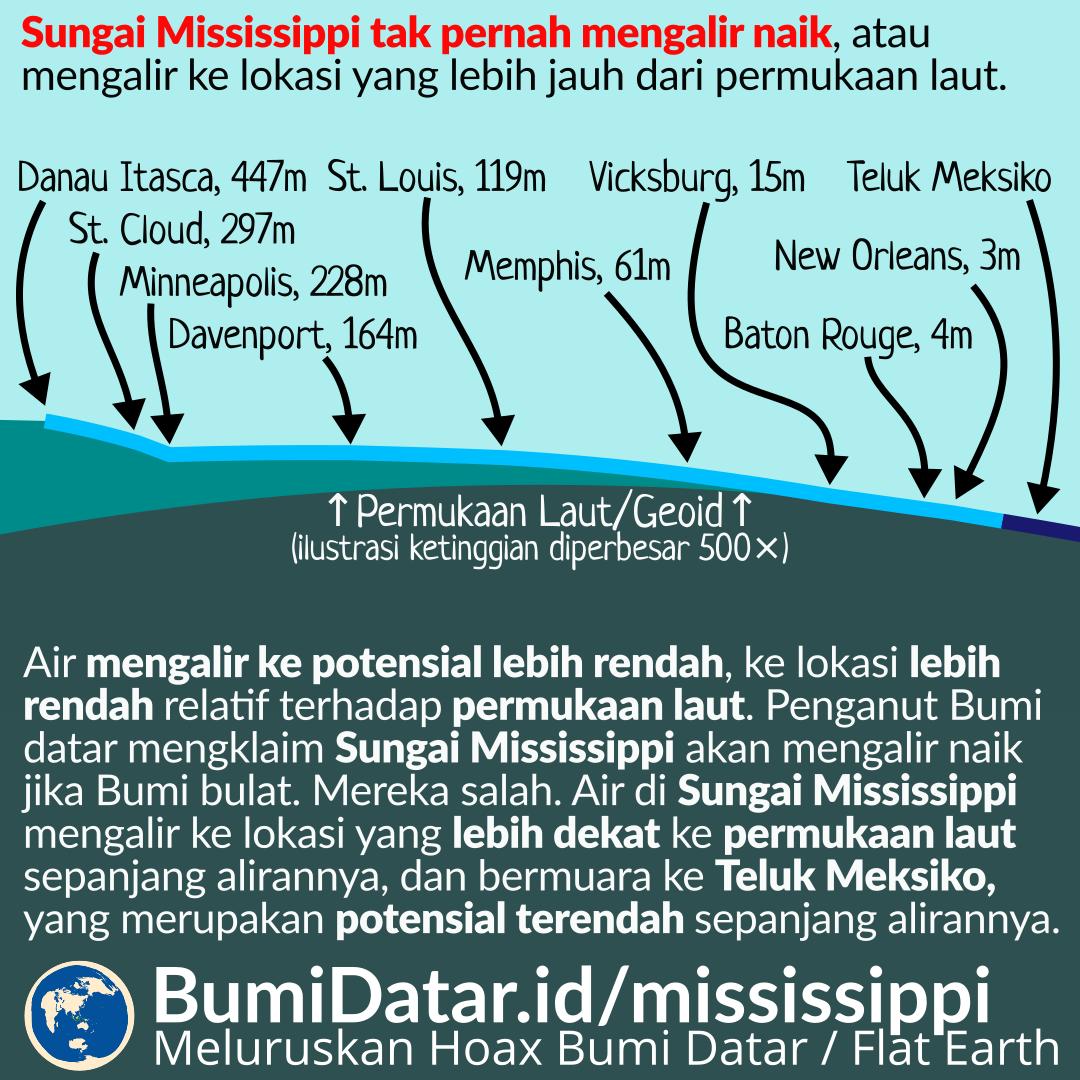 Sungai Mississippi tak pernah mengalir naik, atau
mengalir ke lokasi yang lebih jauh dari permukaan laut.
Danau Itasca, 447m
St. Louis, 119m
Vicksburg, 15m
Teluk Meksiko
St. Cloud, 297m
Memphis, 61m
New Orleans, 3m
Minneapolis, 228m
Davenport, 164m
Baton Rouge, 4m
↑Permukaan Laut/Geoid↑
(ilustrasi ketinggian diperbesar 500×)
Air mengalir ke potensial lebih rendah, ke lokasi lebih
rendah relatif terhadap permukaan laut. Penganut Bumi
datar mengklaim Sungai Mississippi akan mengalir naik
jika Bumi bulat. Mereka salah. Air di Sungai Mississippi
mengalir ke lokasi yang lebih dekat ke permukaan laut
sepanjang alirannya, dan bermuara ke Teluk Meksiko,
yang merupakan potensial terendah sepanjang alirannya.
BumiDatar.id/mississippi
Meluruskan Hoax Bumi Datar / Flat Earth